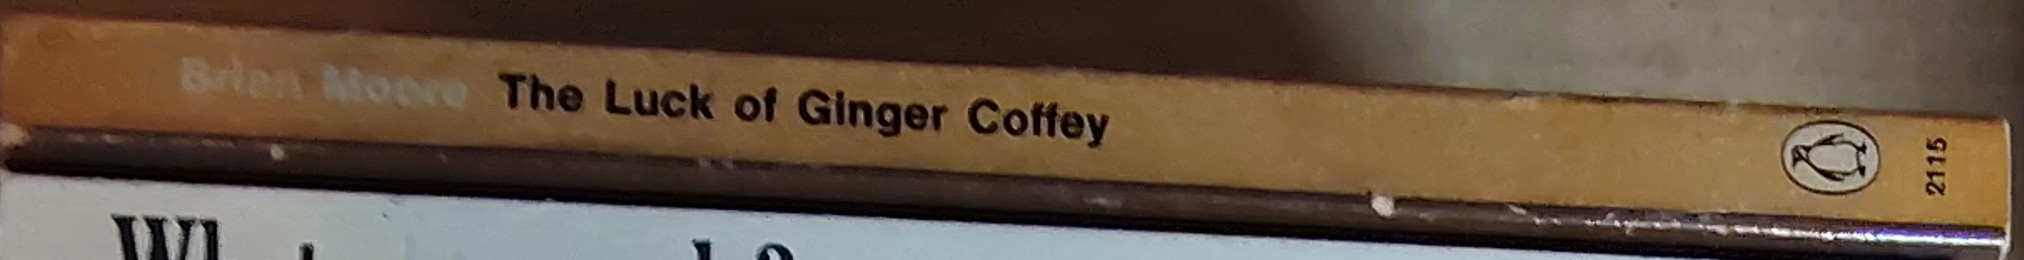 Brian Moore The Luck of Ginger Coffey
2115